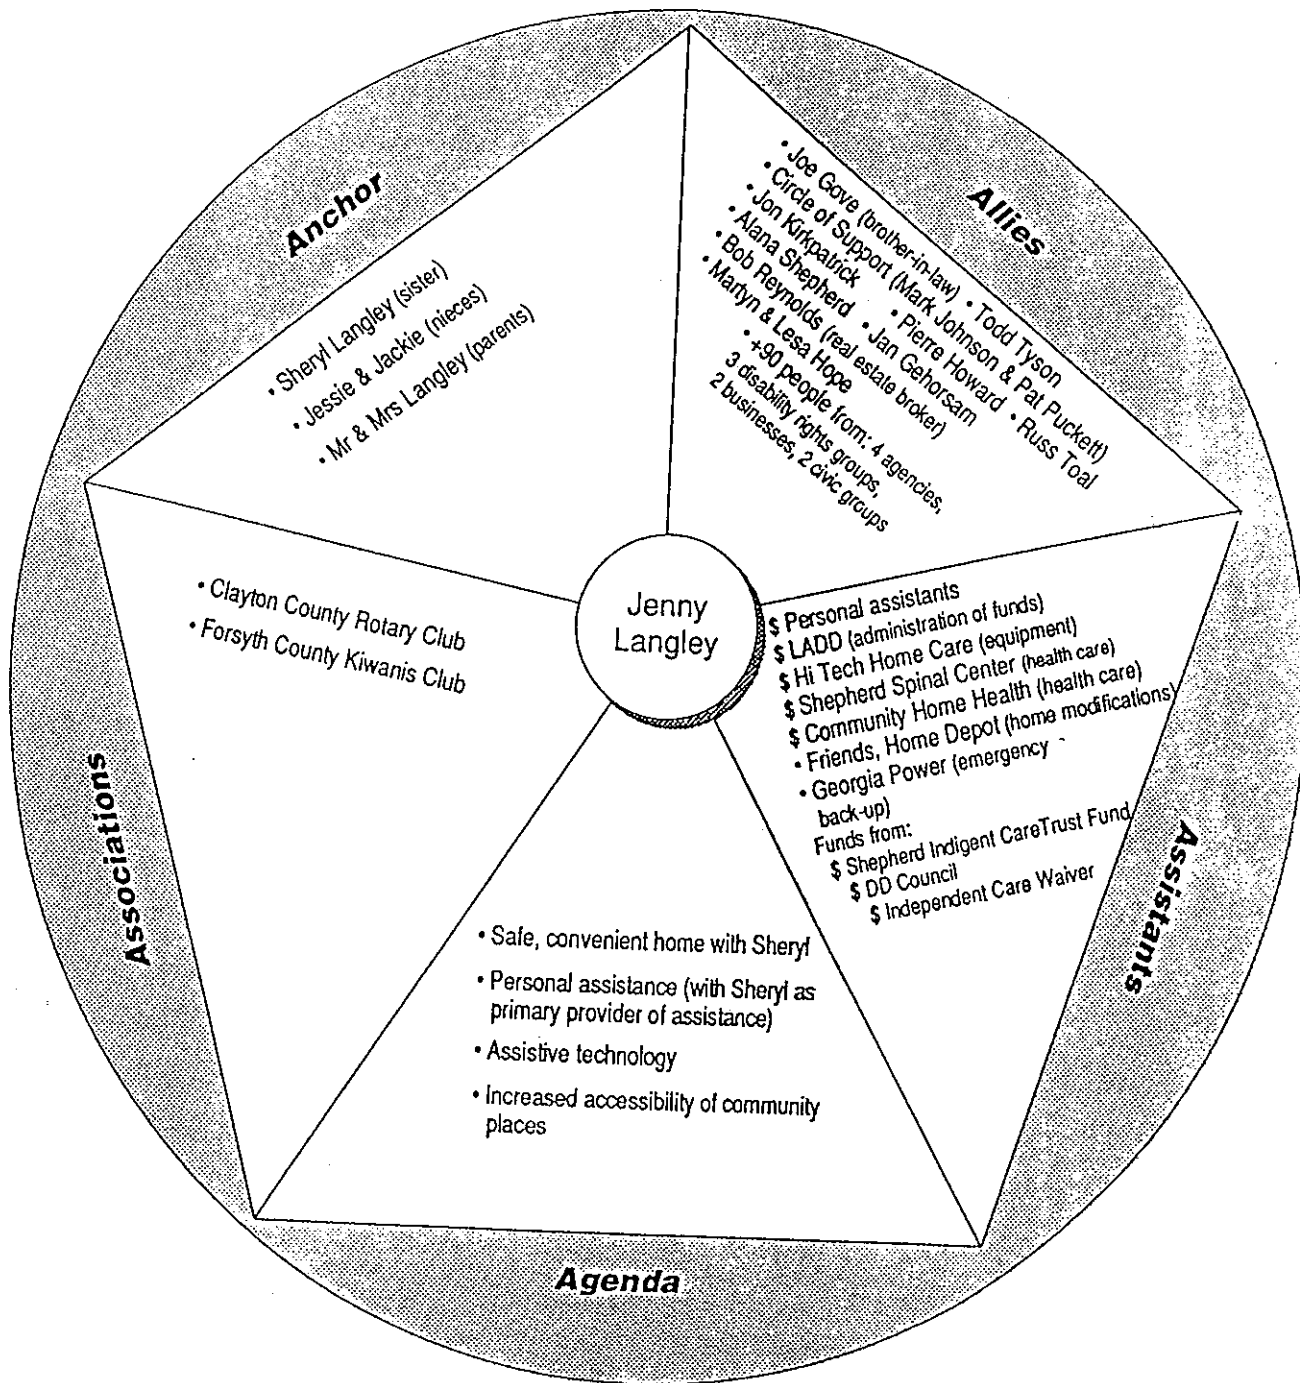 Anchor
• Sheryl Langley (sister)
• Jessie & Jackie (nieces)
• Mr & Mrs Langley (parents)
Allies
• Joe Gove (brother-in-law) • Todd Tyson
• Circle of Support (Mark Johnson & Pat Puckett)
• Jon Kirkpatrick • Pierre Howard • Russ Toal
• Alana Shepherd • Jan Gehorsam
• Bob Reynolds (real estate broker)
• Martyn & Lesa Hope
• +90 people from: 4 agencies,
3 disability rights groups,
2 businesses, 2 civic groups
Jenny
Langley
Associations
• Clayton County Rotary Club
• Forsyth County Kiwanis Club
Assistants
$ Personal assistants
$ LADD (administration of funds)
$ Hi Tech Home Care (equipment)
$ Shepherd Spinal Center (health care)
$ Community Home Health (health care)
• Friends, Home Depot (home modifications)
• Georgia Power (emergency
back-up)
Funds from:
$ Shepherd Indigent CareTrust Fund
$ DD Council
$ Independent Care Waiver
• Safe, convenient home with Sheryl
• Personal assistance (with Sheryl as
primary provider of assistance)
• Assistive technology
• Increased accessibility of community
places
Agenda